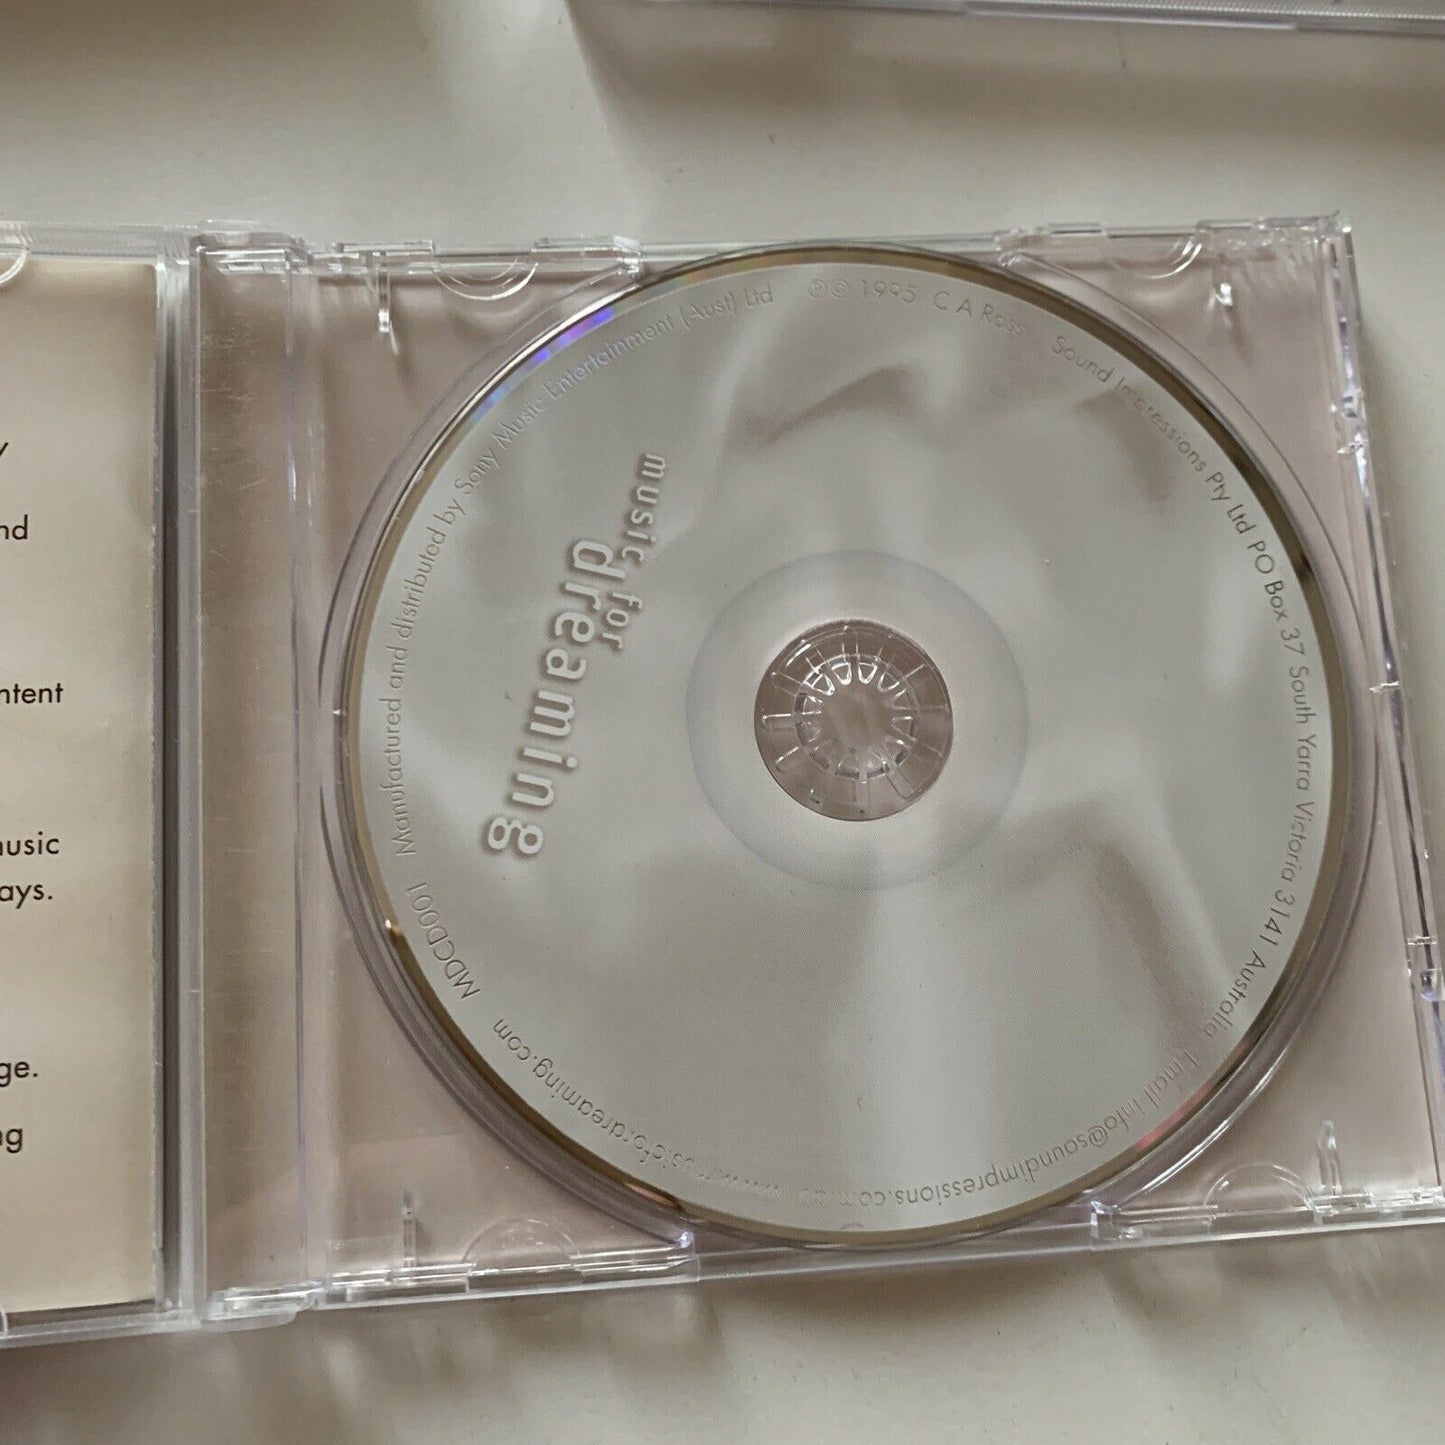 y
nd
ntent
nusic
ays.
ge.
ng
music for
dreaming
MDCD001
Manufactured and distributed by Sony Music Entertainment (Aust) Ltd
℗© 1995 C A Ross
Sound Impressions Pty Ltd PO Box 37 South Yarra Victoria 3141 Australia
Email info@soundimpressions.com.au
www.musicfordreaming.com